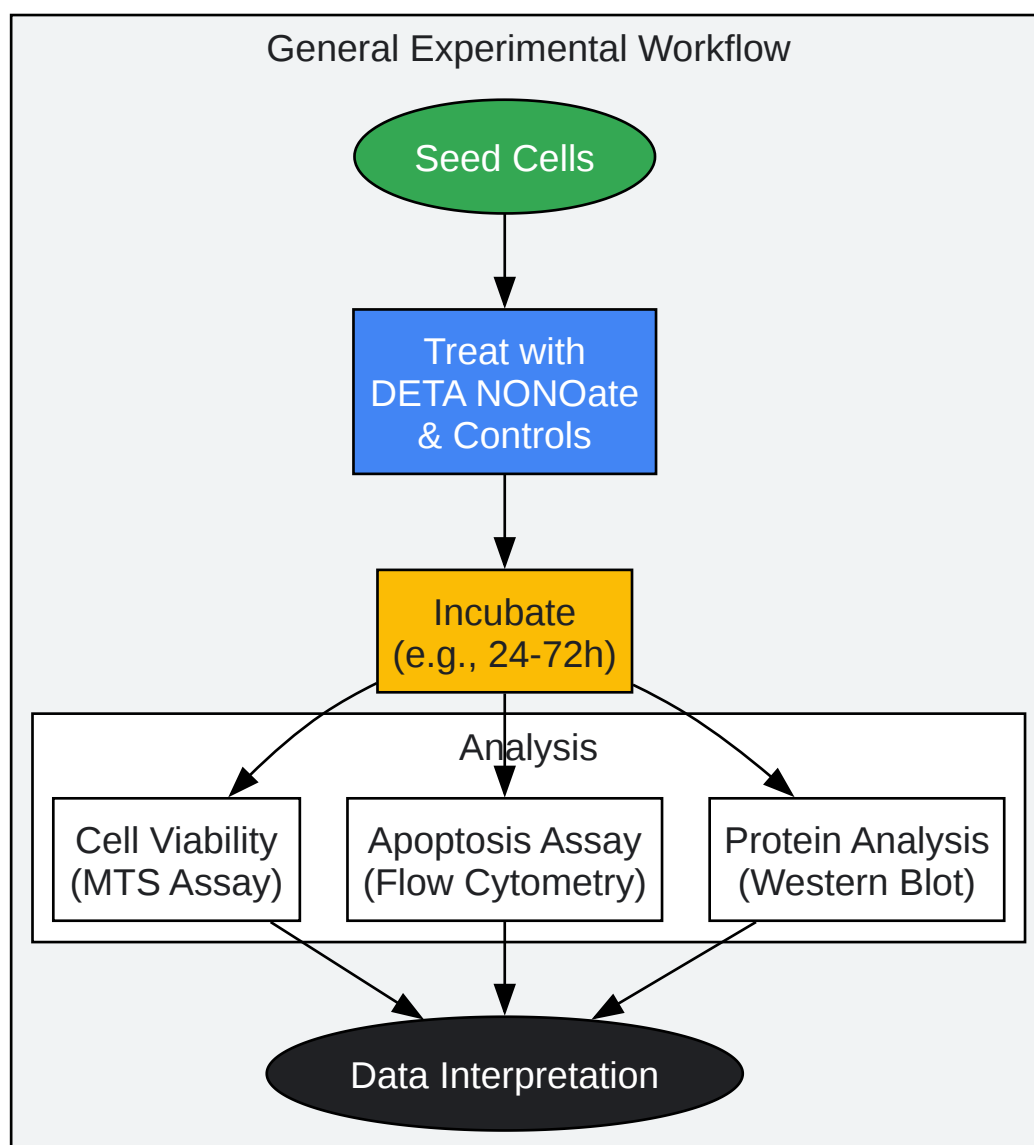 General Experimental Workflow
Seed Cells
Treat with
DETA NONOate
& Controls
Incubate
(e.g., 24-72h)
Analysis
Cell Viability
(MTS Assay)
Apoptosis Assay
(Flow Cytometry)
Protein Analysis
(Western Blot)
Data Interpretation